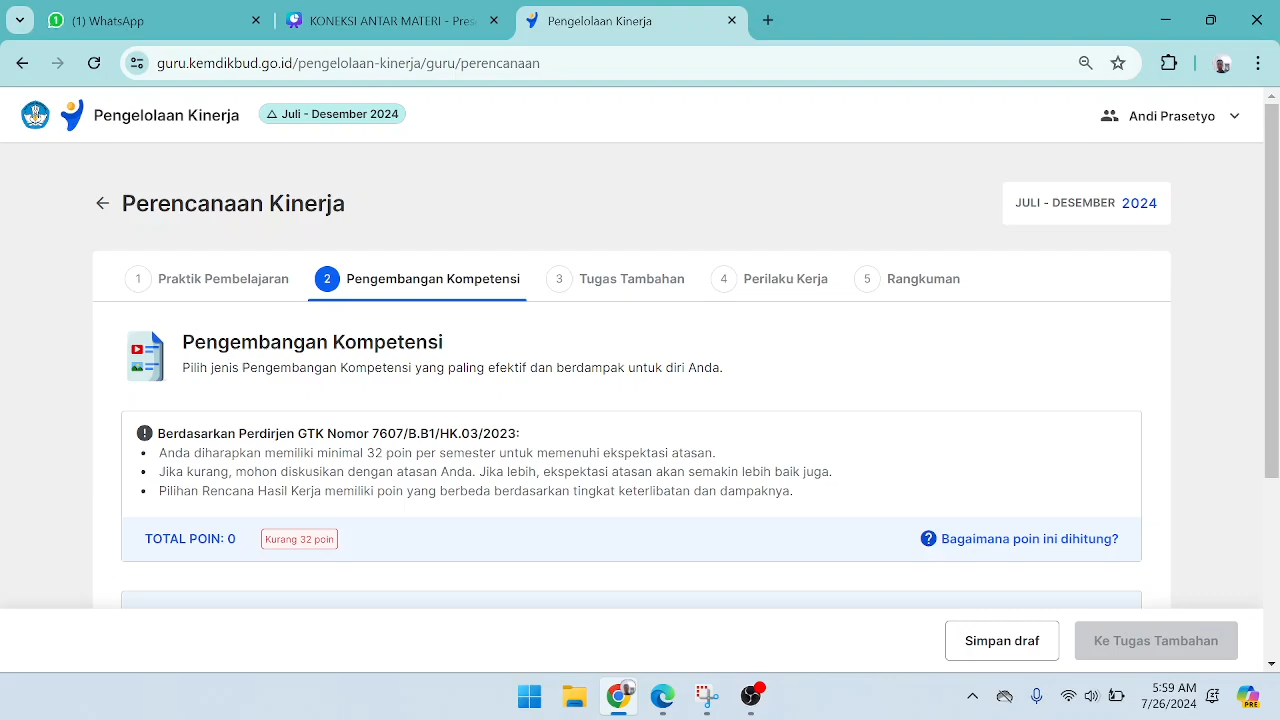 (1) WhatsApp
KONEKSI ANTAR MATERI - Pres
Pengelolaan Kinerja
guru.kemdikbud.go.id/pengelolaan-kinerja/guru/perencanaan
Pengelolaan Kinerja
Juli - Desember 2024
Andi Prasetyo
Perencanaan Kinerja
JULI - DESEMBER 2024
1 Praktik Pembelajaran
2 Pengembangan Kompetensi
3 Tugas Tambahan
4 Perilaku Kerja
5 Rangkuman
Pengembangan Kompetensi
Pilih jenis Pengembangan Kompetensi yang paling efektif dan berdampak untuk diri Anda.
Berdasarkan Perdirjen GTK Nomor 7607/B.B1/HK.03/2023:
• Anda diharapkan memiliki minimal 32 poin per semester untuk memenuhi ekspektasi atasan.
• Jika kurang, mohon diskusikan dengan atasan Anda. Jika lebih, ekspektasi atasan akan semakin lebih baik juga.
• Pilihan Rencana Hasil Kerja memiliki poin yang berbeda berdasarkan tingkat keterlibatan dan dampaknya.
TOTAL POIN: 0
Kurang 32 poin
Bagaimana poin ini dihitung?
Simpan draf
Ke Tugas Tambahan
5:59 AM
7/26/2024
PRE